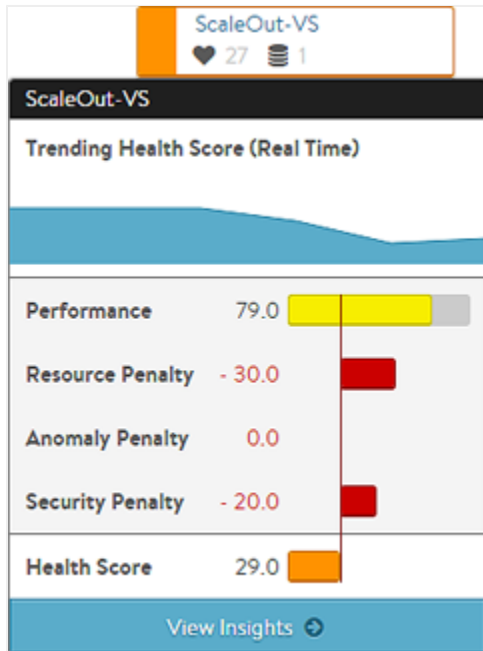 ScaleOut-VS
27 1
ScaleOut-VS
Trending Health Score (Real Time)
Performance 79.0
Resource Penalty - 30.0
Anomaly Penalty 0.0
Security Penalty - 20.0
Health Score 29.0
View Insights